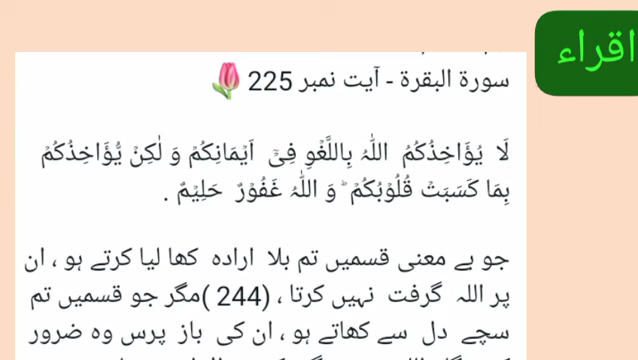 اقراء
سورة البقرة - آیت نمبر 225
لَا یُؤَاخِذُکُمُ اللّٰہُ بِاللَّغۡوِ فِیۡۤ اَیۡمَانِکُمۡ وَ لٰکِنۡ یُّؤَاخِذُکُمۡ
بِمَا کَسَبَتۡ قُلُوۡبُکُمۡ ؕ وَ اللّٰہُ غَفُوۡرٌ حَلِیۡمٌ .
جو بے معنی قسمیں تم بلا ارادہ کھا لیا کرتے ہو ، ان
پر اللہ گرفت نہیں کرتا ، (244 )مگر جو قسمیں تم
سچے دل سے کھاتے ہو ، ان کی باز پرس وہ ضرور